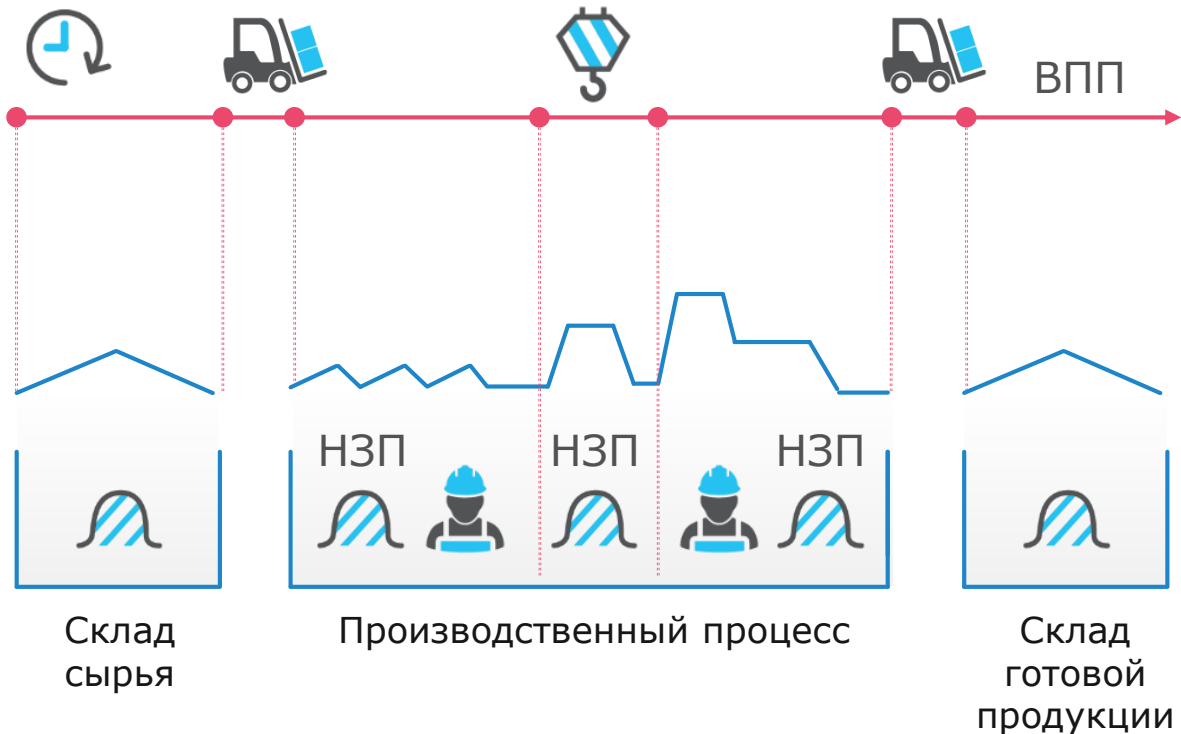 ВПП
НЗП
НЗП
НЗП
Склад
сырья
Производственный процесс
Склад
готовой
продукции